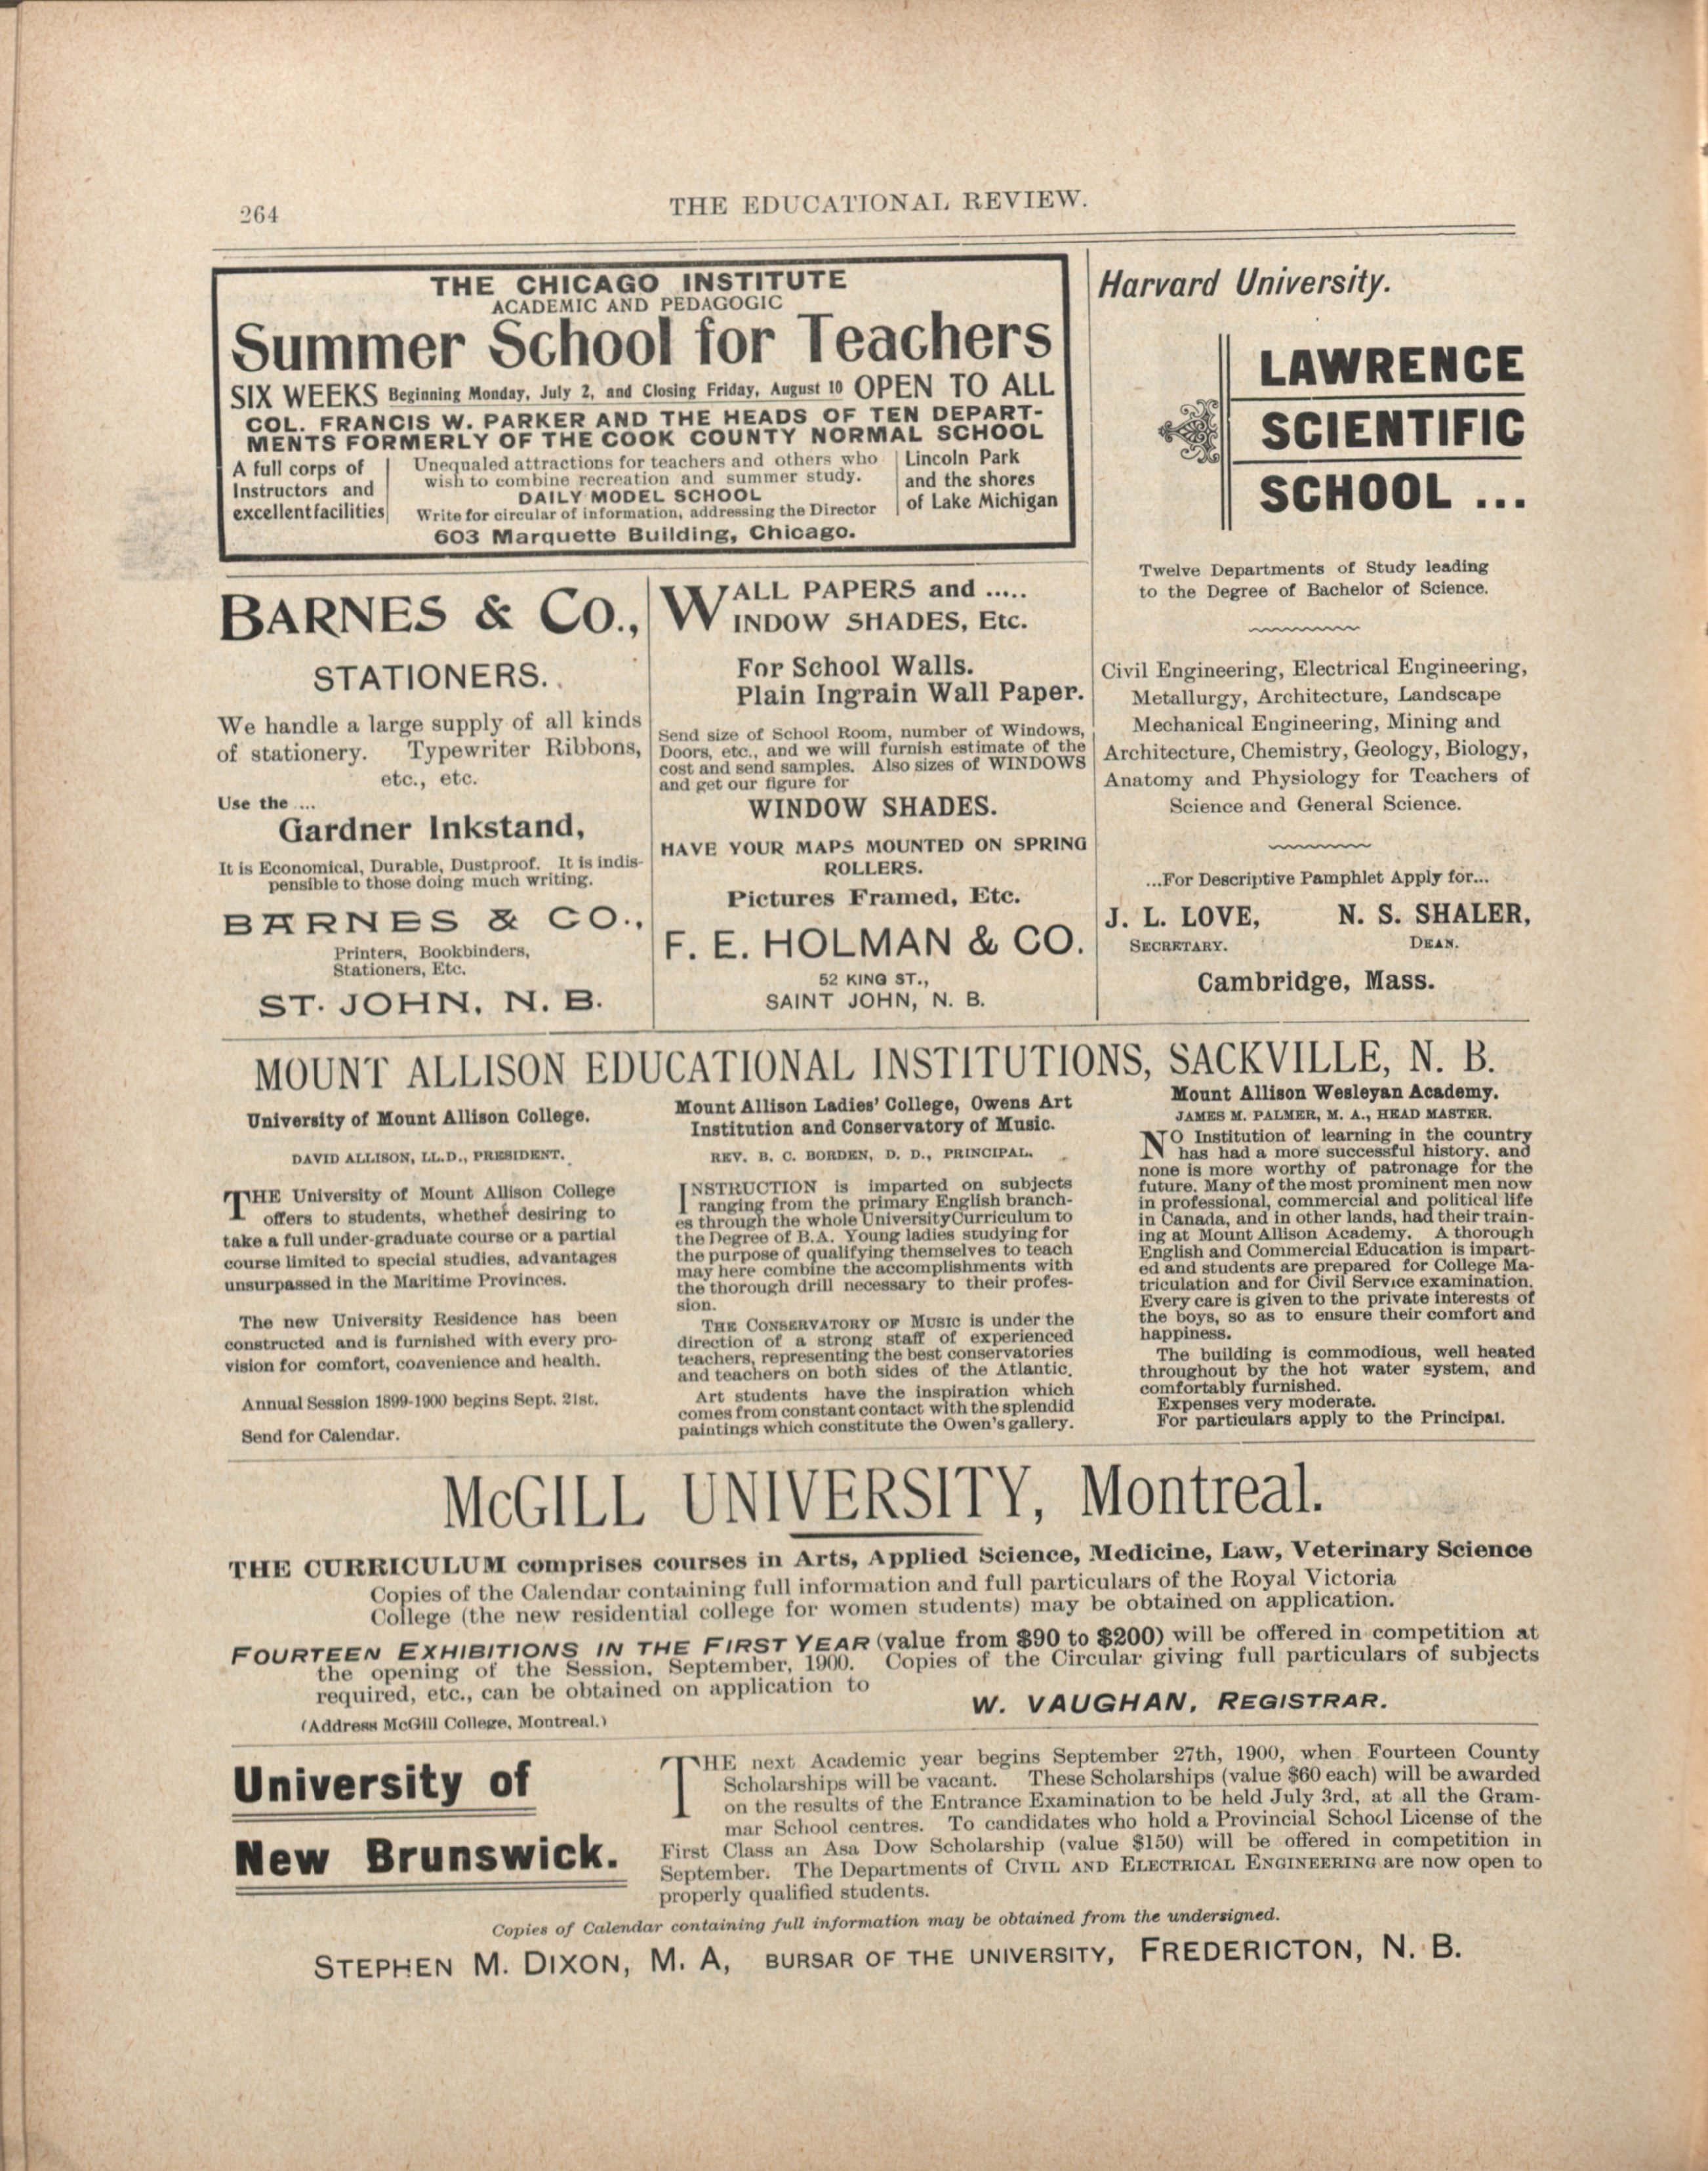 264
THE EDUCATIONAL REVIEW.
THE CHICAGO INSTITUTE
ACADEMIC AND PEDAGOGIC
Summer School for Teachers
SIX WEEKS Beginning Monday, July 2, and Closing Friday, August 10 OPEN TO ALL
COL. FRANCIS W. PARKER AND THE HEADS OF TEN DEPART-
MENTS FORMERLY OF THE COOK COUNTY NORMAL SCHOOL
A full corps of
Instructors and
excellent facilities
Unequaled attractions for teachers and others who
wish to combine recreation and summer study.
DAILY MODEL SCHOOL
Write for circular of information, addressing the Director
Lincoln Park
and the shores
of Lake Michigan
603 Marquette Building, Chicago.
BARNES & CO.,
STATIONERS.
We handle a large supply of all kinds
of stationery. Typewriter Ribbons,
etc., etc.
Use the ....
Gardner Inkstand,
It is Economical, Durable, Dustproof. It is indis-
pensible to those doing much writing.
BARNES & CO.,
Printers, Bookbinders,
Stationers, Etc.
ST. JOHN, N. B.
WALL PAPERS and .....
WINDOW SHADES, Etc.
For School Walls.
Plain Ingrain Wall Paper.
Send size of School Room, number of Windows,
Doors, etc., and we will furnish estimate of the
cost and send samples. Also sizes of WINDOWS
and get our figure for
WINDOW SHADES.
HAVE YOUR MAPS MOUNTED ON SPRING
ROLLERS.
Pictures Framed, Etc.
F. E. HOLMAN & CO.
52 KING ST.,
SAINT JOHN, N. B.
Harvard University.
LAWRENCE
SCIENTIFIC
SCHOOL ...
Twelve Departments of Study leading
to the Degree of Bachelor of Science.
Civil Engineering, Electrical Engineering,
Metallurgy, Architecture, Landscape
Mechanical Engineering, Mining and
Architecture, Chemistry, Geology, Biology,
Anatomy and Physiology for Teachers of
Science and General Science.
...For Descriptive Pamphlet Apply for...
J. L. LOVE, N. S. SHALER,
SECRETARY. DEAN.
Cambridge, Mass.
MOUNT ALLISON EDUCATIONAL INSTITUTIONS, SACKVILLE, N. B.
University of Mount Allison College.
DAVID ALLISON, LL.D., PRESIDENT.
THE University of Mount Allison College
offers to students, whether desiring to
take a full under-graduate course or a partial
course limited to special studies, advantages
unsurpassed in the Maritime Provinces.
The new University Residence has been
constructed and is furnished with every pro-
vision for comfort, convenience and health.
Annual Session 1899-1900 begins Sept. 21st.
Send for Calendar.
Mount Allison Ladies' College, Owens Art
Institution and Conservatory of Music.
REV. B. C. BORDEN, D. D., PRINCIPAL.
INSTRUCTION is imparted on subjects
ranging from the primary English branch-
es through the whole University Curriculum to
the Degree of B.A. Young ladies studying for
the purpose of qualifying themselves to teach
may here combine the accomplishments with
the thorough drill necessary to their profes-
sion.
THE CONSERVATORY OF MUSIC is under the
direction of a strong staff of experienced
teachers, representing the best conservatories
and teachers on both sides of the Atlantic.
Art students have the inspiration which
comes from constant contact with the splendid
paintings which constitute the Owen's gallery.
Mount Allison Wesleyan Academy.
JAMES M. PALMER, M. A., HEAD MASTER.
NO Institution of learning in the country
has had a more successful history, and
none is more worthy of patronage for the
future. Many of the most prominent men now
in professional, commercial and political life
in Canada, and in other lands, had their train-
ing at Mount Allison Academy. A thorough
English and Commercial Education is impart-
ed and students are prepared for College Ma-
triculation and for Civil Service examination.
Every care is given to the private interests of
the boys, so as to ensure their comfort and
happiness.
The building is commodious, well heated
throughout by the hot water system, and
comfortably furnished.
Expenses very moderate.
For particulars apply to the Principal.
McGILL UNIVERSITY, Montreal.
THE CURRICULUM comprises courses in Arts, Applied Science, Medicine, Law, Veterinary Science
Copies of the Calendar containing full information and full particulars of the Royal Victoria
College (the new residential college for women students) may be obtained on application.
FOURTEEN EXHIBITIONS IN THE FIRST YEAR (value from $90 to $200) will be offered in competition at
the opening of the Session, September, 1900. Copies of the Circular giving full particulars of subjects
required, etc., can be obtained on application to
W. VAUGHAN, REGISTRAR.
(Address McGill College, Montreal.)
University of
New Brunswick.
THE next Academic year begins September 27th, 1900, when Fourteen County
Scholarships will be vacant. These Scholarships (value $60 each) will be awarded
on the results of the Entrance Examination to be held July 3rd, at all the Gram-
mar School centres. To candidates who hold a Provincial School License of the
First Class an Asa Dow Scholarship (value $150) will be offered in competition in
September. The Departments of CIVIL AND ELECTRICAL ENGINEERING are now open to
properly qualified students.
Copies of Calendar containing full information may be obtained from the undersigned.
STEPHEN M. DIXON, M. A, BURSAR OF THE UNIVERSITY, FREDERICTON, N. B.